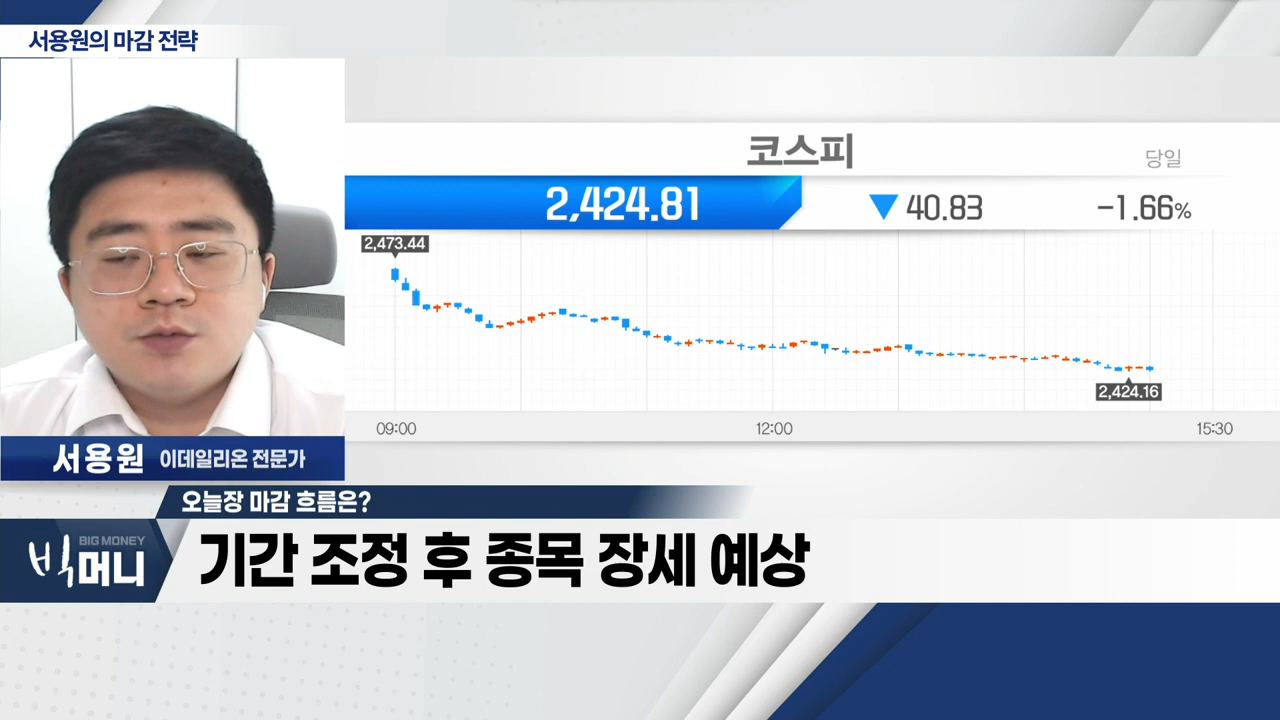 서용원의 마감 전략
코스피
당일
2,424.81 ▼ 40.83 -1.66%
2,473.44
2,424.16
09:00 12:00 15:30
서용원 이데일리온 전문가
오늘장 마감 흐름은?
BIG MONEY
빅머니
기간 조정 후 종목 장세 예상